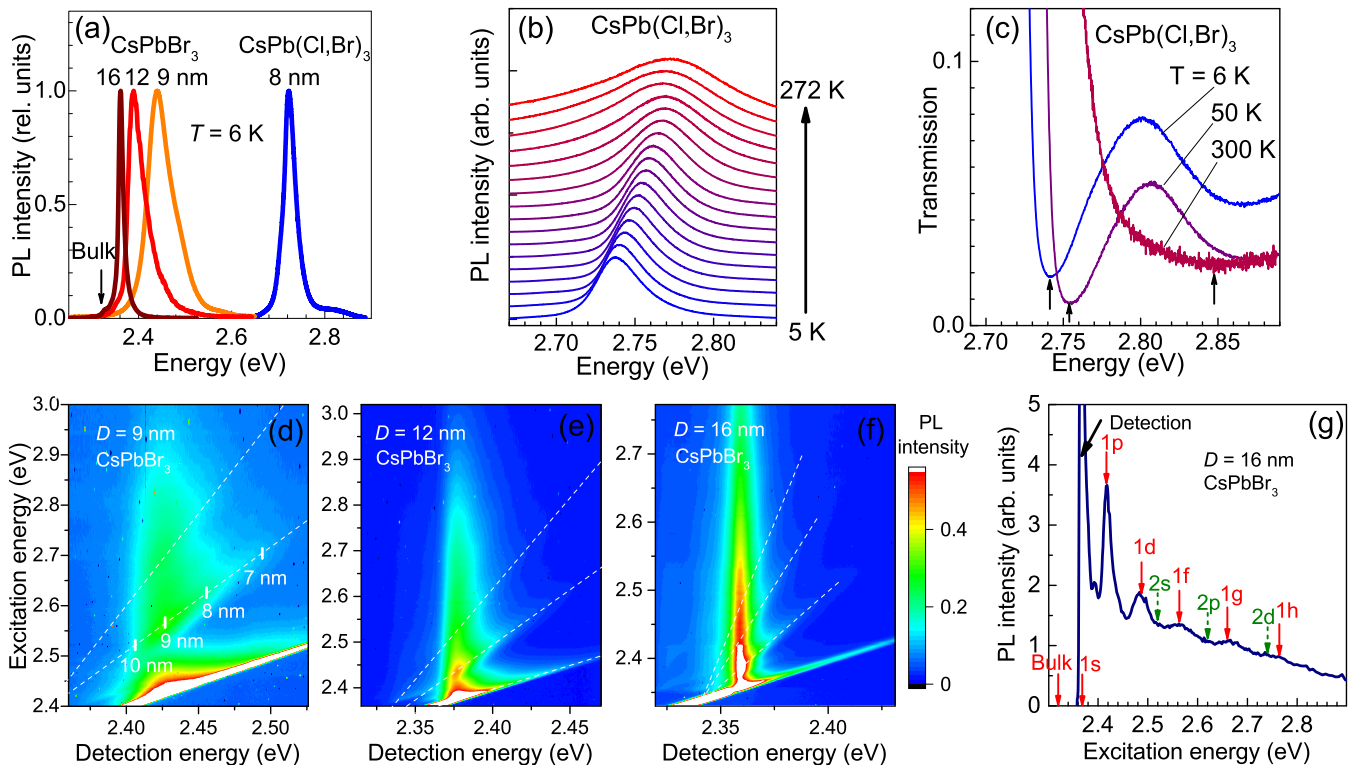 (a)
CsPbBr3 CsPb(Cl,Br)3
16 12 9 nm 8 nm
T = 6 K
Bulk
1.0
0.5
0.0
PL intensity (rel. units)
2.4 2.6 2.8
Energy (eV)
(b)
CsPb(Cl,Br)3
272 K
5 K
PL intensity (arb. units)
2.70 2.75 2.80
Energy (eV)
(c)
CsPb(Cl,Br)3
T = 6 K
50 K
300 K
0.1
0.0
Transmission
2.70 2.75 2.80 2.85
Energy (eV)
(d)
D = 9 nm
CsPbBr3
7 nm
8 nm
9 nm
10 nm
3.0
2.9
2.8
2.7
2.6
2.5
2.4
Excitation energy (eV)
2.40 2.45 2.50
Detection energy (eV)
(e)
D = 12 nm
CsPbBr3
3.0
2.9
2.8
2.7
2.6
2.5
2.4
2.35 2.40 2.45
Detection energy (eV)
(f)
D = 16 nm
CsPbBr3
2.7
2.6
2.5
2.4
2.35 2.40
Detection energy (eV)
PL
intensity
0.4
0.2
0
(g)
Detection
D = 16 nm
CsPbBr3
1p
1d
2s
1f
2p
1g
2d
1h
Bulk 1s
5
4
3
2
1
0
PL intensity (arb. units)
2.4 2.5 2.6 2.7 2.8
Excitation energy (eV)